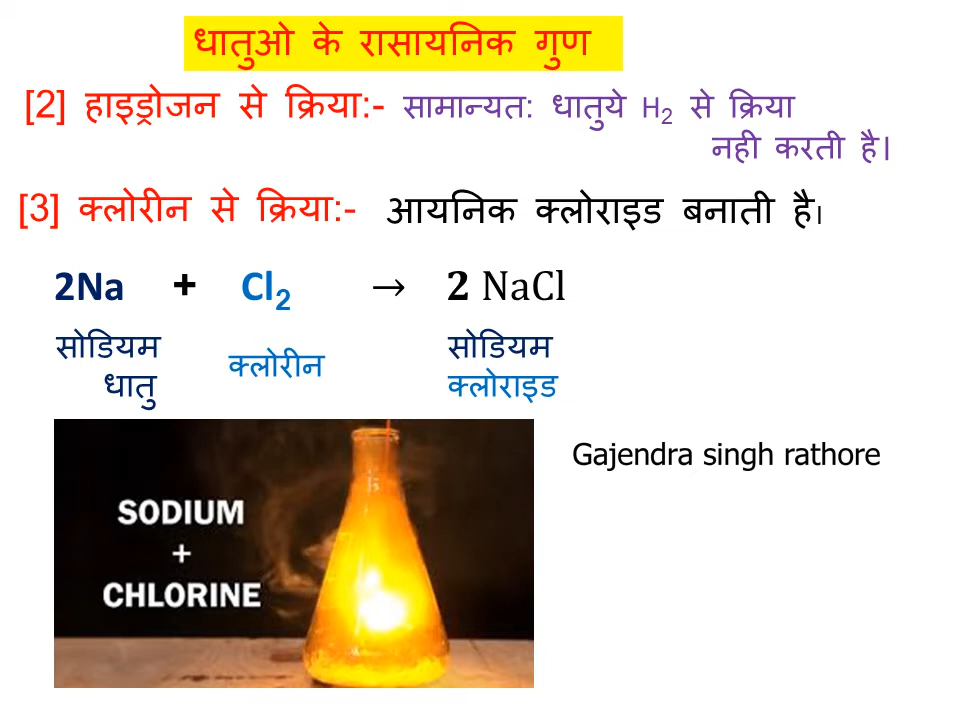 धातुओ के रासायनिक गुण
[2] हाइड्रोजन से क्रिया:- सामान्यत: धातुये H₂ से क्रिया
नही करती है।
[3] क्लोरीन से क्रिया:- आयनिक क्लोराइड बनाती है।
2Na + Cl₂ → 2 NaCl
सोडियम क्लोरीन सोडियम
धातु क्लोराइड
Gajendra singh rathore
SODIUM
+
CHLORINE